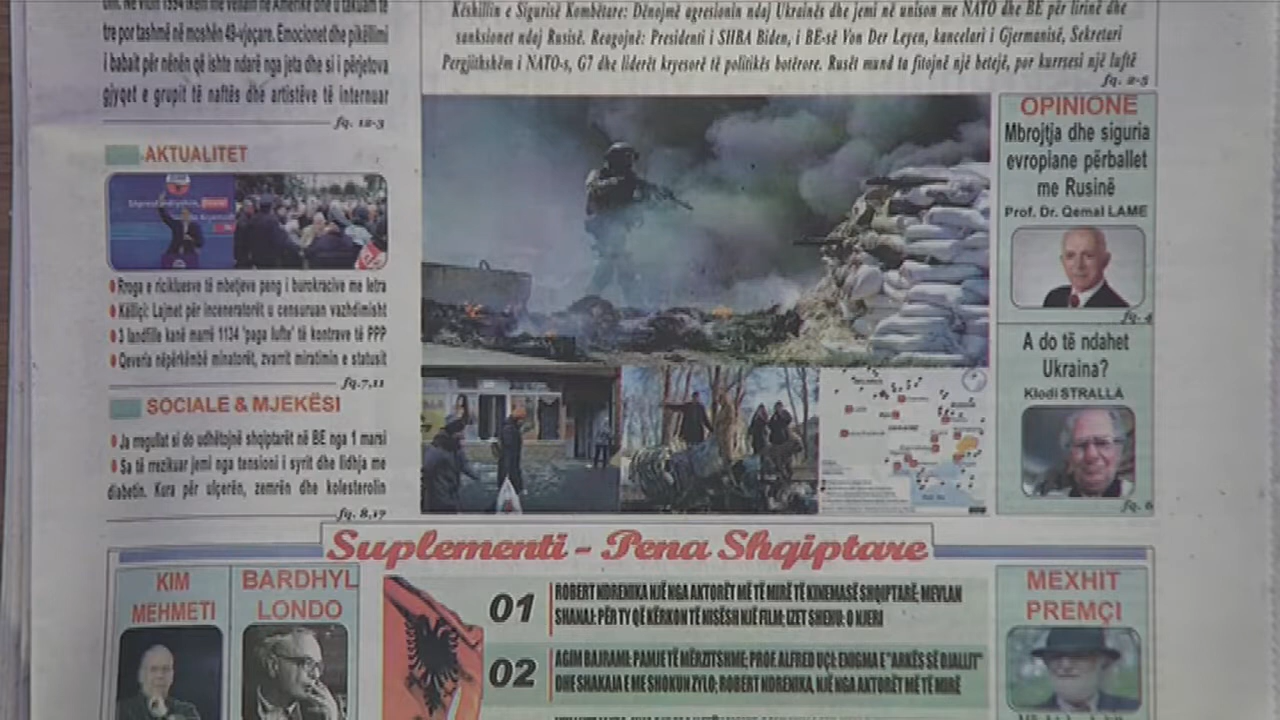 tre por tashmë në moshën 49-vjeçare. Emocionet dhe pikëllimi
i babait për nënën që ishte ndarë nga jeta dhe si i përjetova
gjyqet e grupit të naftës dhe artistëve të internuar
fq. 12-3
AKTUALITET
Rroga e ricikluesve të mbetjeve peng i burokracive me letra
Këlliçi: Lajmet për inceneratorët u censuruan vazhdimisht
3 landfille kanë marrë 1134 'paga lufte' të kontrave të PPP
Qeveria nëpërkëmbë minatorët, zvarrit miratimin e statusit
fq.7,11
SOCIALE & MJEKËSI
Ja rregullat si do udhëtojnë shqiptarët në BE nga 1 marsi
Sa të rrezikuar jemi nga tensioni i syrit dhe lidhja me
diabetin. Kura për ulçerën, zemrën dhe kolesterolin
fq. 8,17
Këshillin e Sigurisë Kombëtare: Dënojmë agresionin ndaj Ukrainës dhe jemi në unison me NATO dhe BE për lirinë dhe
sanksionet ndaj Rusisë. Reagojnë: Presidenti i SHBA Biden, i BE-së Von Der Leyen, kancelari i Gjermanisë, Sekretari
Pergjithshëm i NATO-s, G7 dhe liderët kryesorë të politikës botërore. Rusët mund ta fitojnë një betejë, por kurrsesi një luftë
fq. 2-5
OPINIONE
Mbrojtja dhe siguria
evropiane përballet
me Rusinë
Prof. Dr. Qemal LAME
fq. 4
A do të ndahet
Ukraina?
Klodi STRALLA
fq. 6
Suplementi - Pena Shqiptare
KIM
MEHMETI
BARDHYL
LONDO
01
ROBERT NDRENIKA NJË NGA AKTORËT MË TË MIRË TË KINEMASË SHQIPTARË; MEVLAN
SHANAJ: PËR TY QË KËRKON TË NISËSH NJË FILM; IZET SHEHU: O NJERI
02
AGIM BAJRAMI: PAMJE TË MËRZITSHME; PROF. ALFRED UÇI: ENIGMA E "ARKËS SË DJALLIT"
DHE SHAKAJA E ME SHOKUN ZYLO; ROBERT NDRENIKA, NJË NGA AKTORËT MË TË MIRË
MEXHIT
PREMÇI